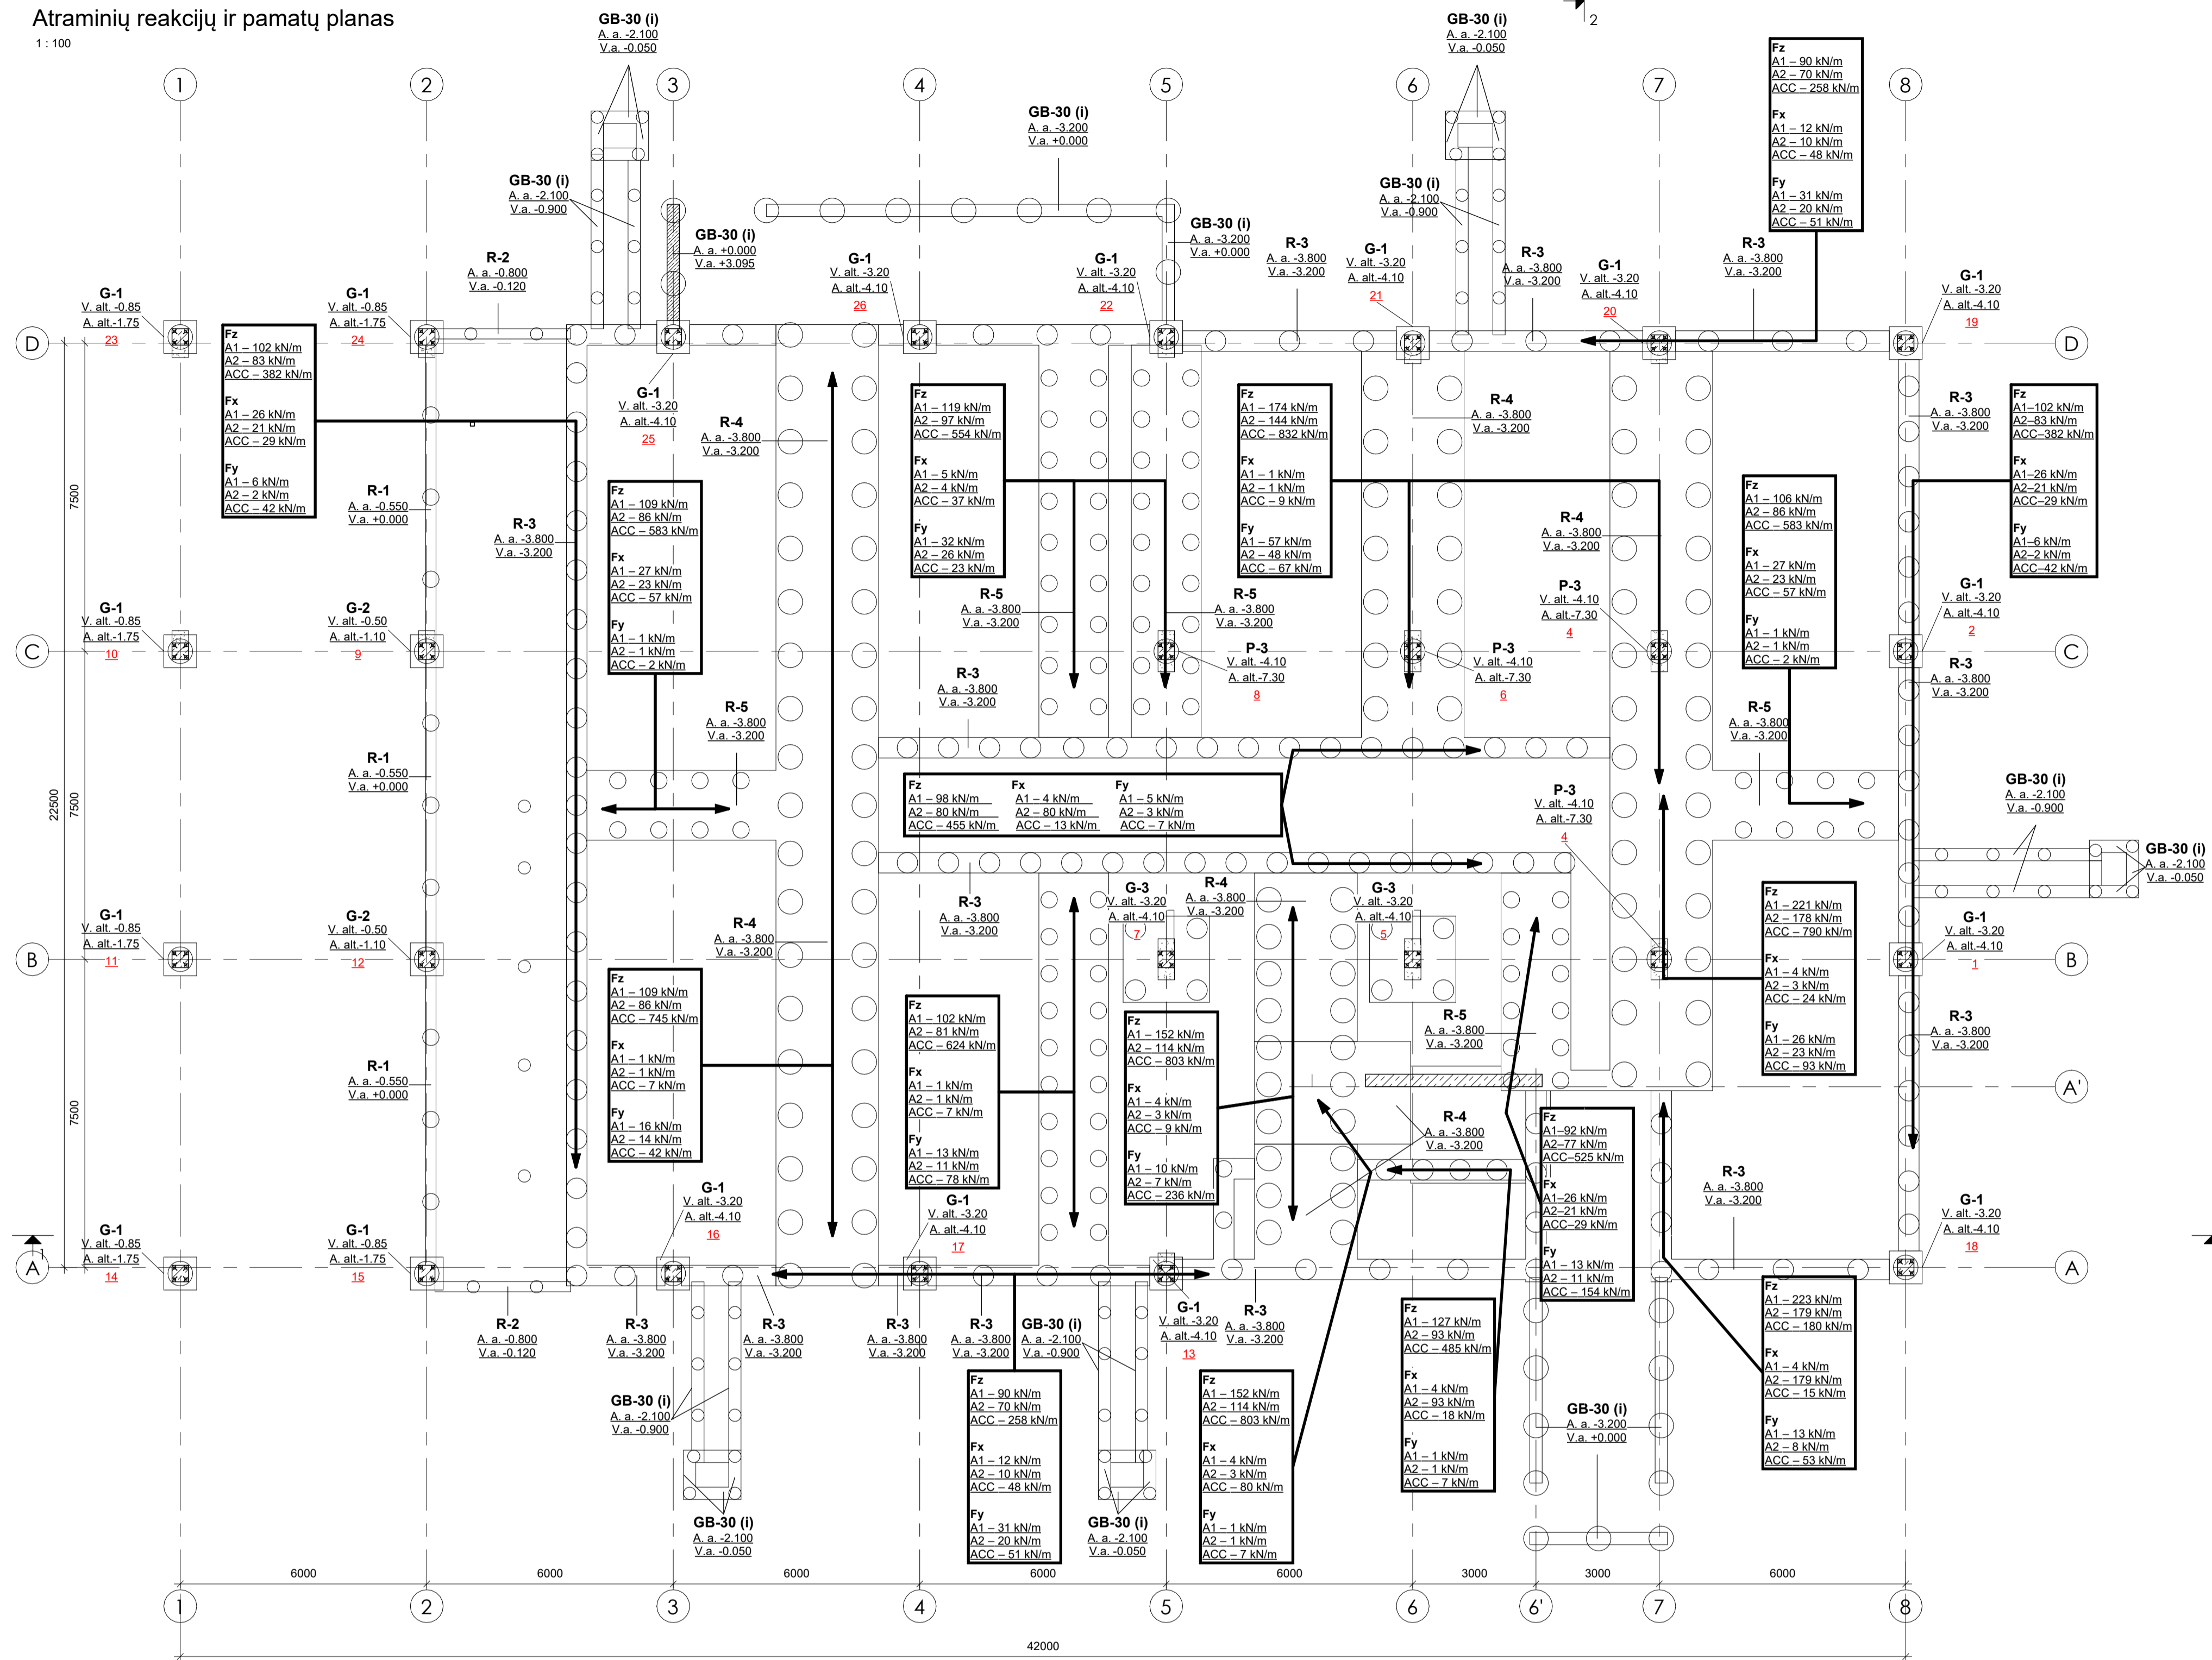 Atraminių reakcijų ir pamatų planas
1 : 100
2
GB-30 (i)
A. a. -2.100
V.a. -0.050
GB-30 (i)
A. a. -2.100
V.a. -0.050
1
2
3
4
5
6
7
8
Fz
A1 – 90 kN/m
A2 – 70 kN/m
ACC – 258 kN/m
Fx
A1 – 12 kN/m
A2 – 10 kN/m
ACC – 48 kN/m
Fy
A1 – 31 kN/m
A2 – 20 kN/m
ACC – 51 kN/m
GB-30 (i)
A. a. -3.200
V.a. +0.000
GB-30 (i)
A. a. -2.100
V.a. -0.900
GB-30 (i)
A. a. -2.100
V.a. -0.900
GB-30 (i)
A. a. +0.000
V.a. +3.095
GB-30 (i)
A. a. -3.200
V.a. +0.000
R-2
A. a. -0.800
V.a. -0.120
G-1
V. alt. -3.20
A. alt.-4.10
26
G-1
V. alt. -3.20
A. alt.-4.10
22
R-3
A. a. -3.800
V.a. -3.200
G-1
V. alt. -3.20
A. alt.-4.10
21
R-3
A. a. -3.800
V.a. -3.200
G-1
V. alt. -3.20
A. alt.-4.10
20
R-3
A. a. -3.800
V.a. -3.200
G-1
V. alt. -3.20
A. alt.-4.10
19
G-1
V. alt. -0.85
A. alt.-1.75
23
G-1
V. alt. -0.85
A. alt.-1.75
24
D
D
Fz
A1 – 102 kN/m
A2 – 83 kN/m
ACC – 382 kN/m
Fx
A1 – 26 kN/m
A2 – 21 kN/m
ACC – 29 kN/m
Fy
A1 – 6 kN/m
A2 – 2 kN/m
ACC – 42 kN/m
G-1
V. alt. -3.20
A. alt.-4.10
25
R-4
A. a. -3.800
V.a. -3.200
Fz
A1 – 119 kN/m
A2 – 97 kN/m
ACC – 554 kN/m
Fx
A1 – 5 kN/m
A2 – 4 kN/m
ACC – 37 kN/m
Fy
A1 – 32 kN/m
A2 – 26 kN/m
ACC – 23 kN/m
Fz
A1 – 174 kN/m
A2 – 144 kN/m
ACC – 832 kN/m
Fx
A1 – 1 kN/m
A2 – 1 kN/m
ACC – 9 kN/m
Fy
A1 – 57 kN/m
A2 – 48 kN/m
ACC – 67 kN/m
R-4
A. a. -3.800
V.a. -3.200
R-3
A. a. -3.800
V.a. -3.200
Fz
A1–102 kN/m
A2–83 kN/m
ACC–382 kN/m
Fx
A1–26 kN/m
A2–21 kN/m
ACC–29 kN/m
Fy
A1–6 kN/m
A2–2 kN/m
ACC–42 kN/m
7500
R-1
A. a. -0.550
V.a. +0.000
R-3
A. a. -3.800
V.a. -3.200
Fz
A1 – 109 kN/m
A2 – 86 kN/m
ACC – 583 kN/m
Fx
A1 – 27 kN/m
A2 – 23 kN/m
ACC – 57 kN/m
Fy
A1 – 1 kN/m
A2 – 1 kN/m
ACC – 2 kN/m
R-4
A. a. -3.800
V.a. -3.200
Fz
A1 – 106 kN/m
A2 – 86 kN/m
ACC – 583 kN/m
Fx
A1 – 27 kN/m
A2 – 23 kN/m
ACC – 57 kN/m
Fy
A1 – 1 kN/m
A2 – 1 kN/m
ACC – 2 kN/m
R-5
A. a. -3.800
V.a. -3.200
R-5
A. a. -3.800
V.a. -3.200
P-3
V. alt. -4.10
A. alt.-7.30
4
G-1
V. alt. -3.20
A. alt.-4.10
2
G-1
V. alt. -0.85
A. alt.-1.75
10
G-2
V. alt. -0.50
A. alt.-1.10
9
C
C
P-3
V. alt. -4.10
A. alt.-7.30
8
P-3
V. alt. -4.10
A. alt.-7.30
6
R-3
A. a. -3.800
V.a. -3.200
R-3
A. a. -3.800
V.a. -3.200
R-5
A. a. -3.800
V.a. -3.200
R-5
A. a. -3.800
V.a. -3.200
R-1
A. a. -0.550
V.a. +0.000
22500
7500
Fz
A1 – 98 kN/m
A2 – 80 kN/m
ACC – 455 kN/m
Fx
A1 – 4 kN/m
A2 – 80 kN/m
ACC – 13 kN/m
Fy
A1 – 5 kN/m
A2 – 3 kN/m
ACC – 7 kN/m
P-3
V. alt. -4.10
A. alt.-7.30
4
GB-30 (i)
A. a. -2.100
V.a. -0.900
GB-30 (i)
A. a. -2.100
V.a. -0.050
R-3
A. a. -3.800
V.a. -3.200
G-3
V. alt. -3.20
A. alt.-4.10
7
R-4
A. a. -3.800
V.a. -3.200
G-3
V. alt. -3.20
A. alt.-4.10
5
Fz
A1 – 221 kN/m
A2 – 178 kN/m
ACC – 790 kN/m
Fx
A1 – 4 kN/m
A2 – 3 kN/m
ACC – 24 kN/m
Fy
A1 – 26 kN/m
A2 – 23 kN/m
ACC – 93 kN/m
G-1
V. alt. -3.20
A. alt.-4.10
1
G-1
V. alt. -0.85
A. alt.-1.75
11
G-2
V. alt. -0.50
A. alt.-1.10
12
R-4
A. a. -3.800
V.a. -3.200
B
B
Fz
A1 – 109 kN/m
A2 – 86 kN/m
ACC – 745 kN/m
Fx
A1 – 1 kN/m
A2 – 1 kN/m
ACC – 7 kN/m
Fy
A1 – 16 kN/m
A2 – 14 kN/m
ACC – 42 kN/m
Fz
A1 – 102 kN/m
A2 – 81 kN/m
ACC – 624 kN/m
Fx
A1 – 1 kN/m
A2 – 1 kN/m
ACC – 7 kN/m
Fy
A1 – 13 kN/m
A2 – 11 kN/m
ACC – 78 kN/m
Fz
A1 – 152 kN/m
A2 – 114 kN/m
ACC – 803 kN/m
Fx
A1 – 4 kN/m
A2 – 3 kN/m
ACC – 9 kN/m
Fy
A1 – 10 kN/m
A2 – 7 kN/m
ACC – 236 kN/m
R-5
A. a. -3.800
V.a. -3.200
R-3
A. a. -3.800
V.a. -3.200
R-1
A. a. -0.550
V.a. +0.000
7500
A'
R-4
A. a. -3.800
V.a. -3.200
Fz
A1–92 kN/m
A2–77 kN/m
ACC–525 kN/m
Fx
A1–26 kN/m
A2–21 kN/m
ACC–29 kN/m
Fy
A1 – 13 kN/m
A2 – 11 kN/m
ACC – 154 kN/m
R-3
A. a. -3.800
V.a. -3.200
G-1
V. alt. -3.20
A. alt.-4.10
16
G-1
V. alt. -3.20
A. alt.-4.10
17
G-1
V. alt. -3.20
A. alt.-4.10
18
1
G-1
V. alt. -0.85
A. alt.-1.75
14
G-1
V. alt. -0.85
A. alt.-1.75
15
A
A
R-2
A. a. -0.800
V.a. -0.120
R-3
A. a. -3.800
V.a. -3.200
R-3
A. a. -3.800
V.a. -3.200
R-3
A. a. -3.800
V.a. -3.200
R-3
A. a. -3.800
V.a. -3.200
GB-30 (i)
A. a. -2.100
V.a. -0.900
G-1
V. alt. -3.20
A. alt.-4.10
13
R-3
A. a. -3.800
V.a. -3.200
Fz
A1 – 127 kN/m
A2 – 93 kN/m
ACC – 485 kN/m
Fx
A1 – 4 kN/m
A2 – 93 kN/m
ACC – 18 kN/m
Fy
A1 – 1 kN/m
A2 – 1 kN/m
ACC – 7 kN/m
Fz
A1 – 223 kN/m
A2 – 179 kN/m
ACC – 180 kN/m
Fx
A1 – 4 kN/m
A2 – 179 kN/m
ACC – 15 kN/m
Fy
A1 – 13 kN/m
A2 – 8 kN/m
ACC – 53 kN/m
GB-30 (i)
A. a. -2.100
V.a. -0.900
Fz
A1 – 90 kN/m
A2 – 70 kN/m
ACC – 258 kN/m
Fx
A1 – 12 kN/m
A2 – 10 kN/m
ACC – 48 kN/m
Fy
A1 – 31 kN/m
A2 – 20 kN/m
ACC – 51 kN/m
Fz
A1 – 152 kN/m
A2 – 114 kN/m
ACC – 803 kN/m
Fx
A1 – 4 kN/m
A2 – 3 kN/m
ACC – 80 kN/m
Fy
A1 – 1 kN/m
A2 – 1 kN/m
ACC – 7 kN/m
GB-30 (i)
A. a. -3.200
V.a. +0.000
GB-30 (i)
A. a. -2.100
V.a. -0.050
GB-30 (i)
A. a. -2.100
V.a. -0.050
6000
6000
6000
6000
6000
3000
3000
6000
1
2
3
4
5
6
6'
7
8
42000